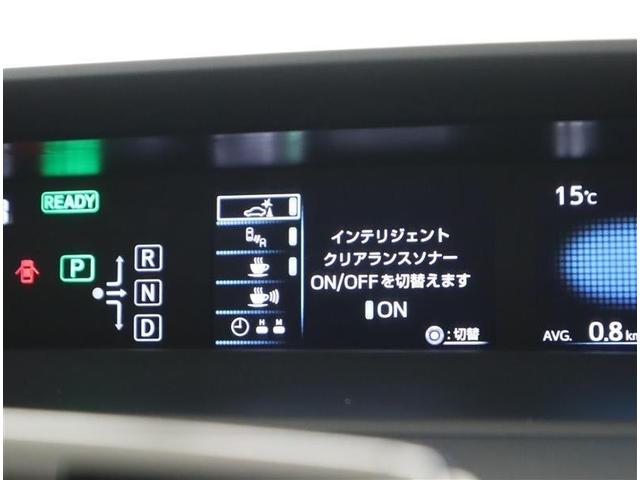 READY
P
R
N
D
R
H M
インテリジェント
クリアランスソナー
ON/OFFを切替えます
ON
:切替
15℃
AVG. 0.8 km